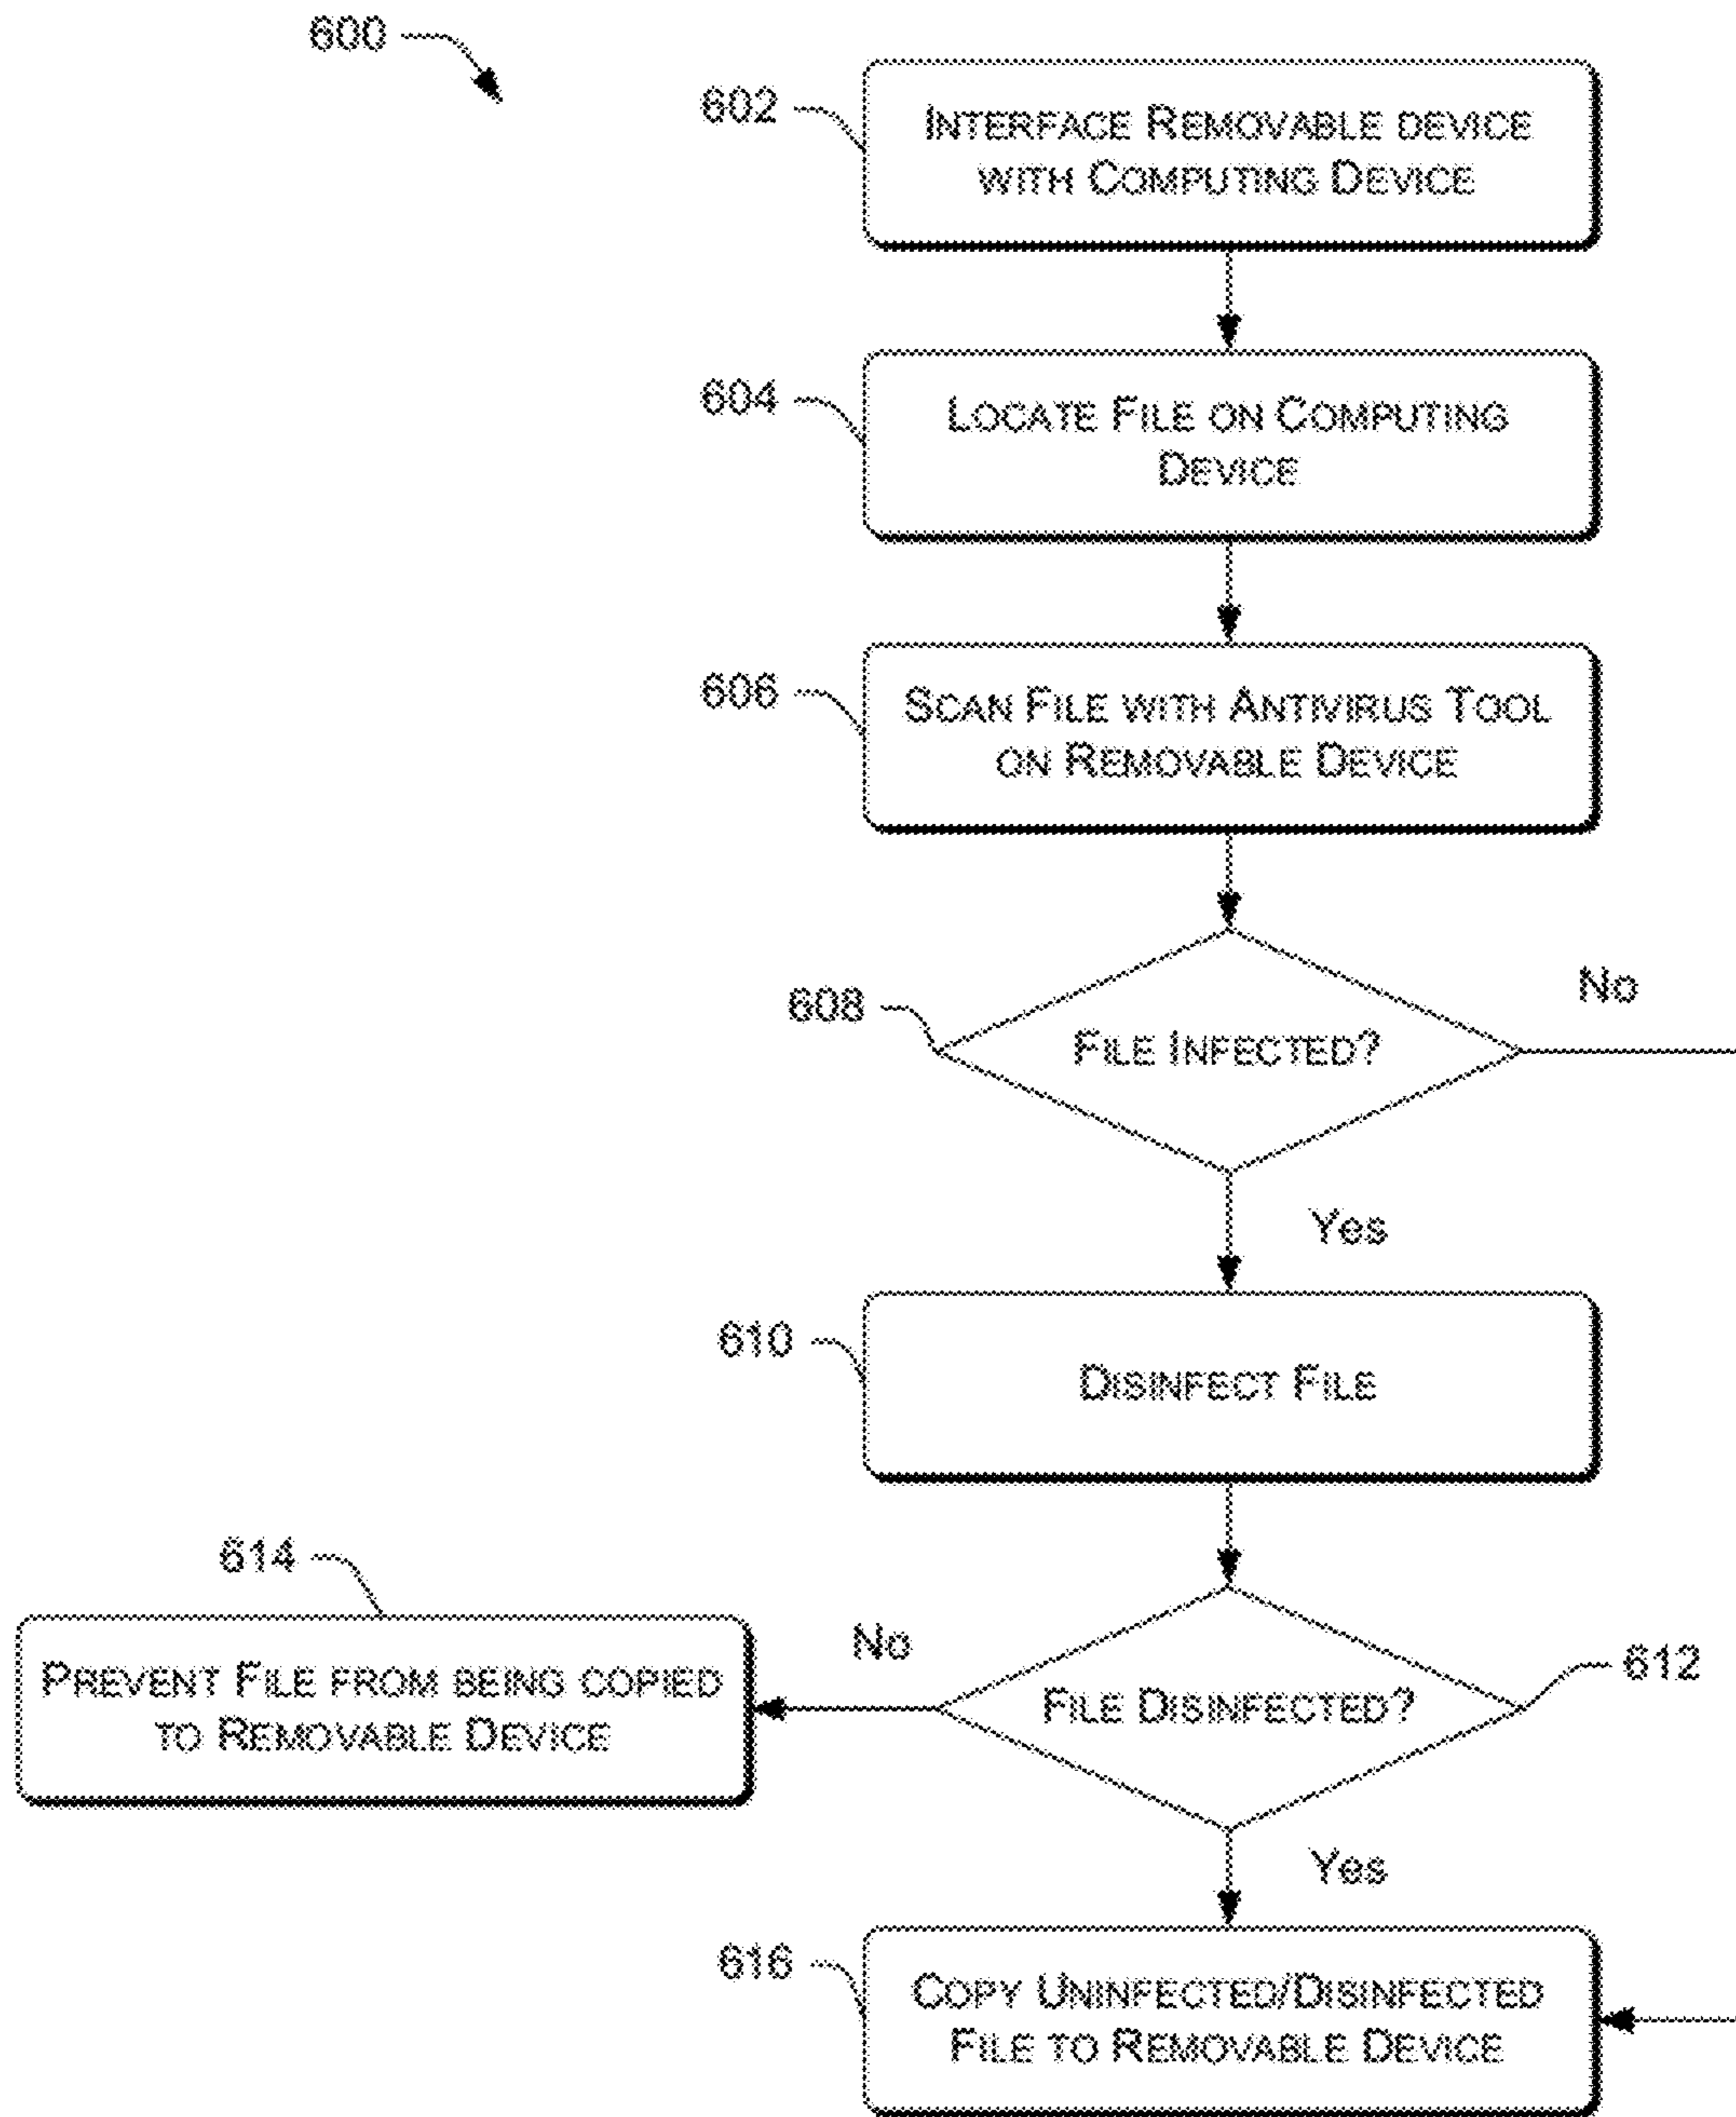 600
602
INTERFACE REMOVABLE DEVICE
WITH COMPUTING DEVICE
604
LOCATE FILE ON COMPUTING
DEVICE
606
SCAN FILE WITH ANTIVIRUS TOOL
ON REMOVABLE DEVICE
608
FILE INFECTED?
No
Yes
610
DISINFECT FILE
614
PREVENT FILE FROM BEING COPIED
TO REMOVABLE DEVICE
No
FILE DISINFECTED?
612
Yes
616
COPY UNINFECTED/DISINFECTED
FILE TO REMOVABLE DEVICE